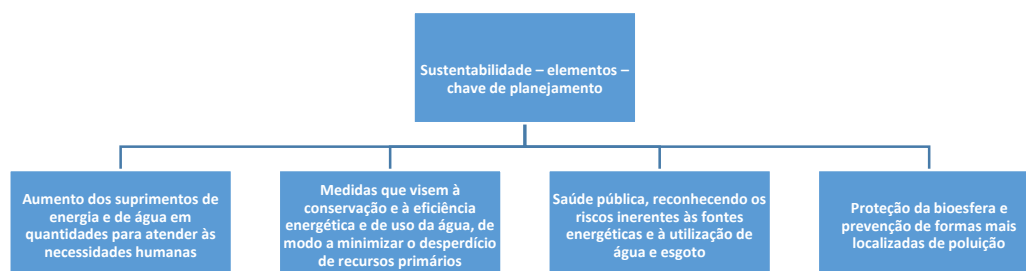 Sustentabilidade – elementos –
chave de planejamento
Aumento dos suprimentos de
energia e de água em
quantidades para atender às
necessidades humanas
Medidas que visem à
conservação e à eficiência
energética e de uso da água, de
modo a minimizar o desperdício
de recursos primários
Saúde pública, reconhecendo os
riscos inerentes às fontes
energéticas e à utilização de
água e esgoto
Proteção da bioesfera e
prevenção de formas mais
localizadas de poluição